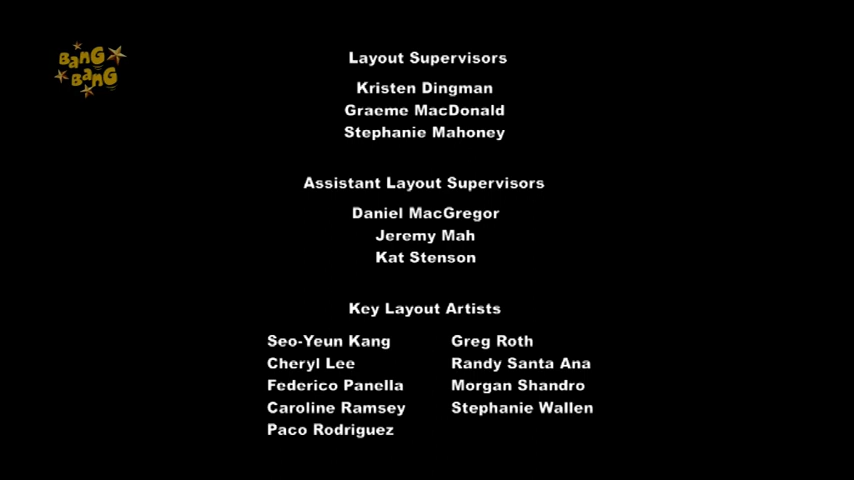 BanG
BanG
Layout Supervisors
Kristen Dingman
Graeme MacDonald
Stephanie Mahoney
Assistant Layout Supervisors
Daniel MacGregor
Jeremy Mah
Kat Stenson
Key Layout Artists
Seo-Yeun Kang
Cheryl Lee
Federico Panella
Caroline Ramsey
Paco Rodriguez
Greg Roth
Randy Santa Ana
Morgan Shandro
Stephanie Wallen